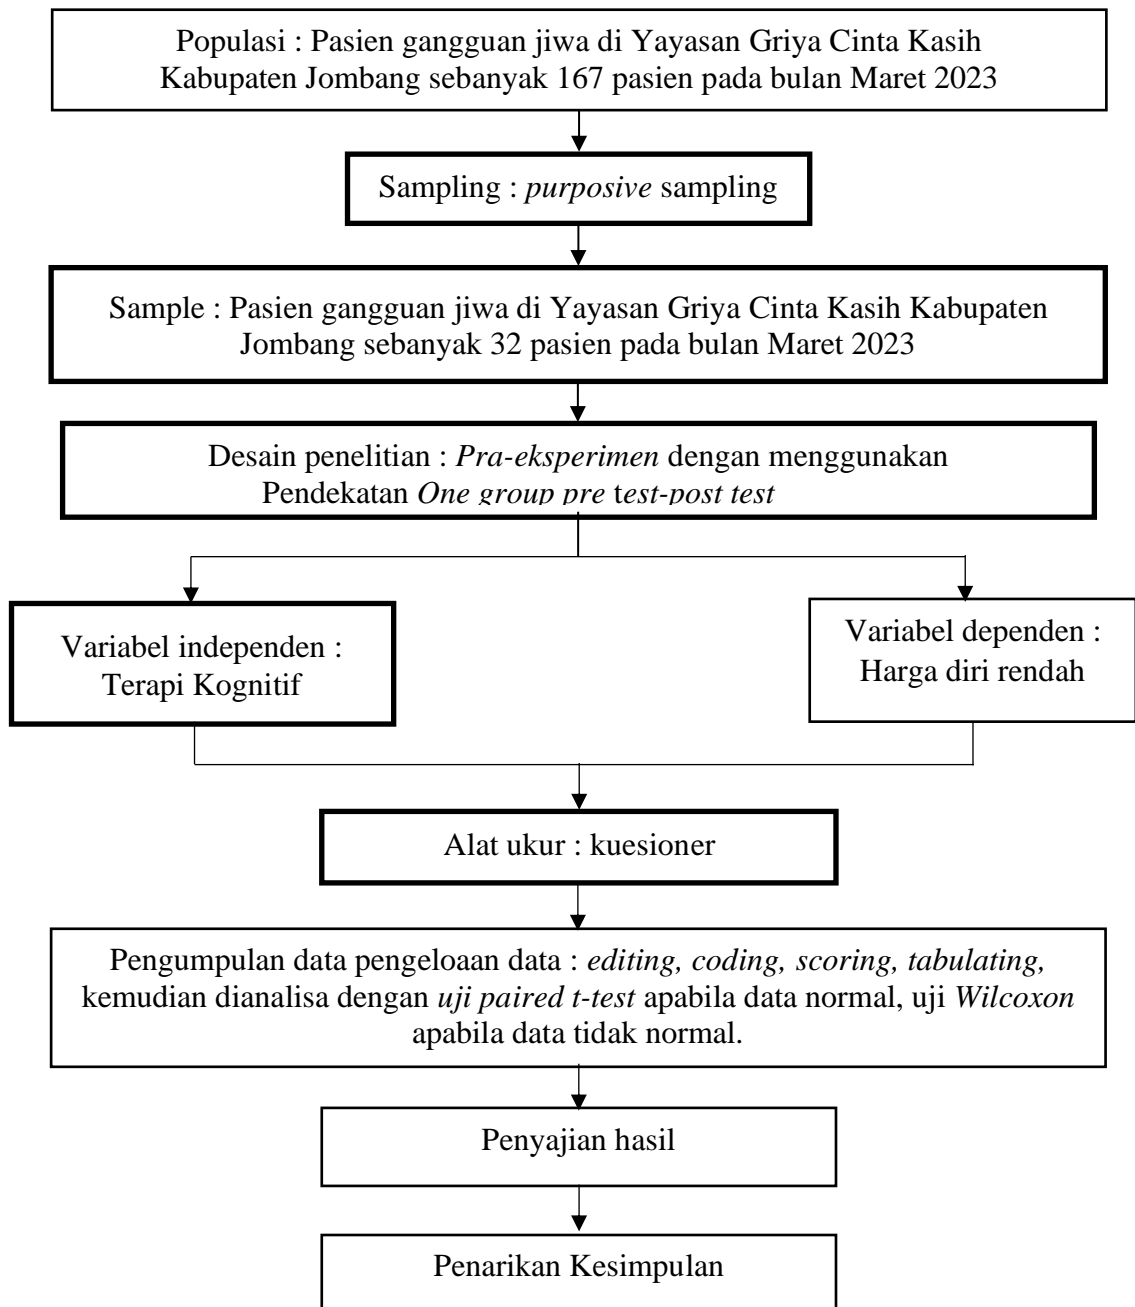 Populasi : Pasien gangguan jiwa di Yayasan Griya Cinta Kasih
Kabupaten Jombang sebanyak 167 pasien pada bulan Maret 2023
Sampling : purposive sampling
Sample : Pasien gangguan jiwa di Yayasan Griya Cinta Kasih Kabupaten
Jombang sebanyak 32 pasien pada bulan Maret 2023
Desain penelitian : Pra-eksperimen dengan menggunakan
Pendekatan One group pre test-post test
Variabel independen :
Terapi Kognitif
Variabel dependen :
Harga diri rendah
Alat ukur : kuesioner
Pengumpulan data pengeloaan data : editing, coding, scoring, tabulating,
kemudian dianalisa dengan uji paired t-test apabila data normal, uji Wilcoxon
apabila data tidak normal.
Penyajian hasil
Penarikan Kesimpulan